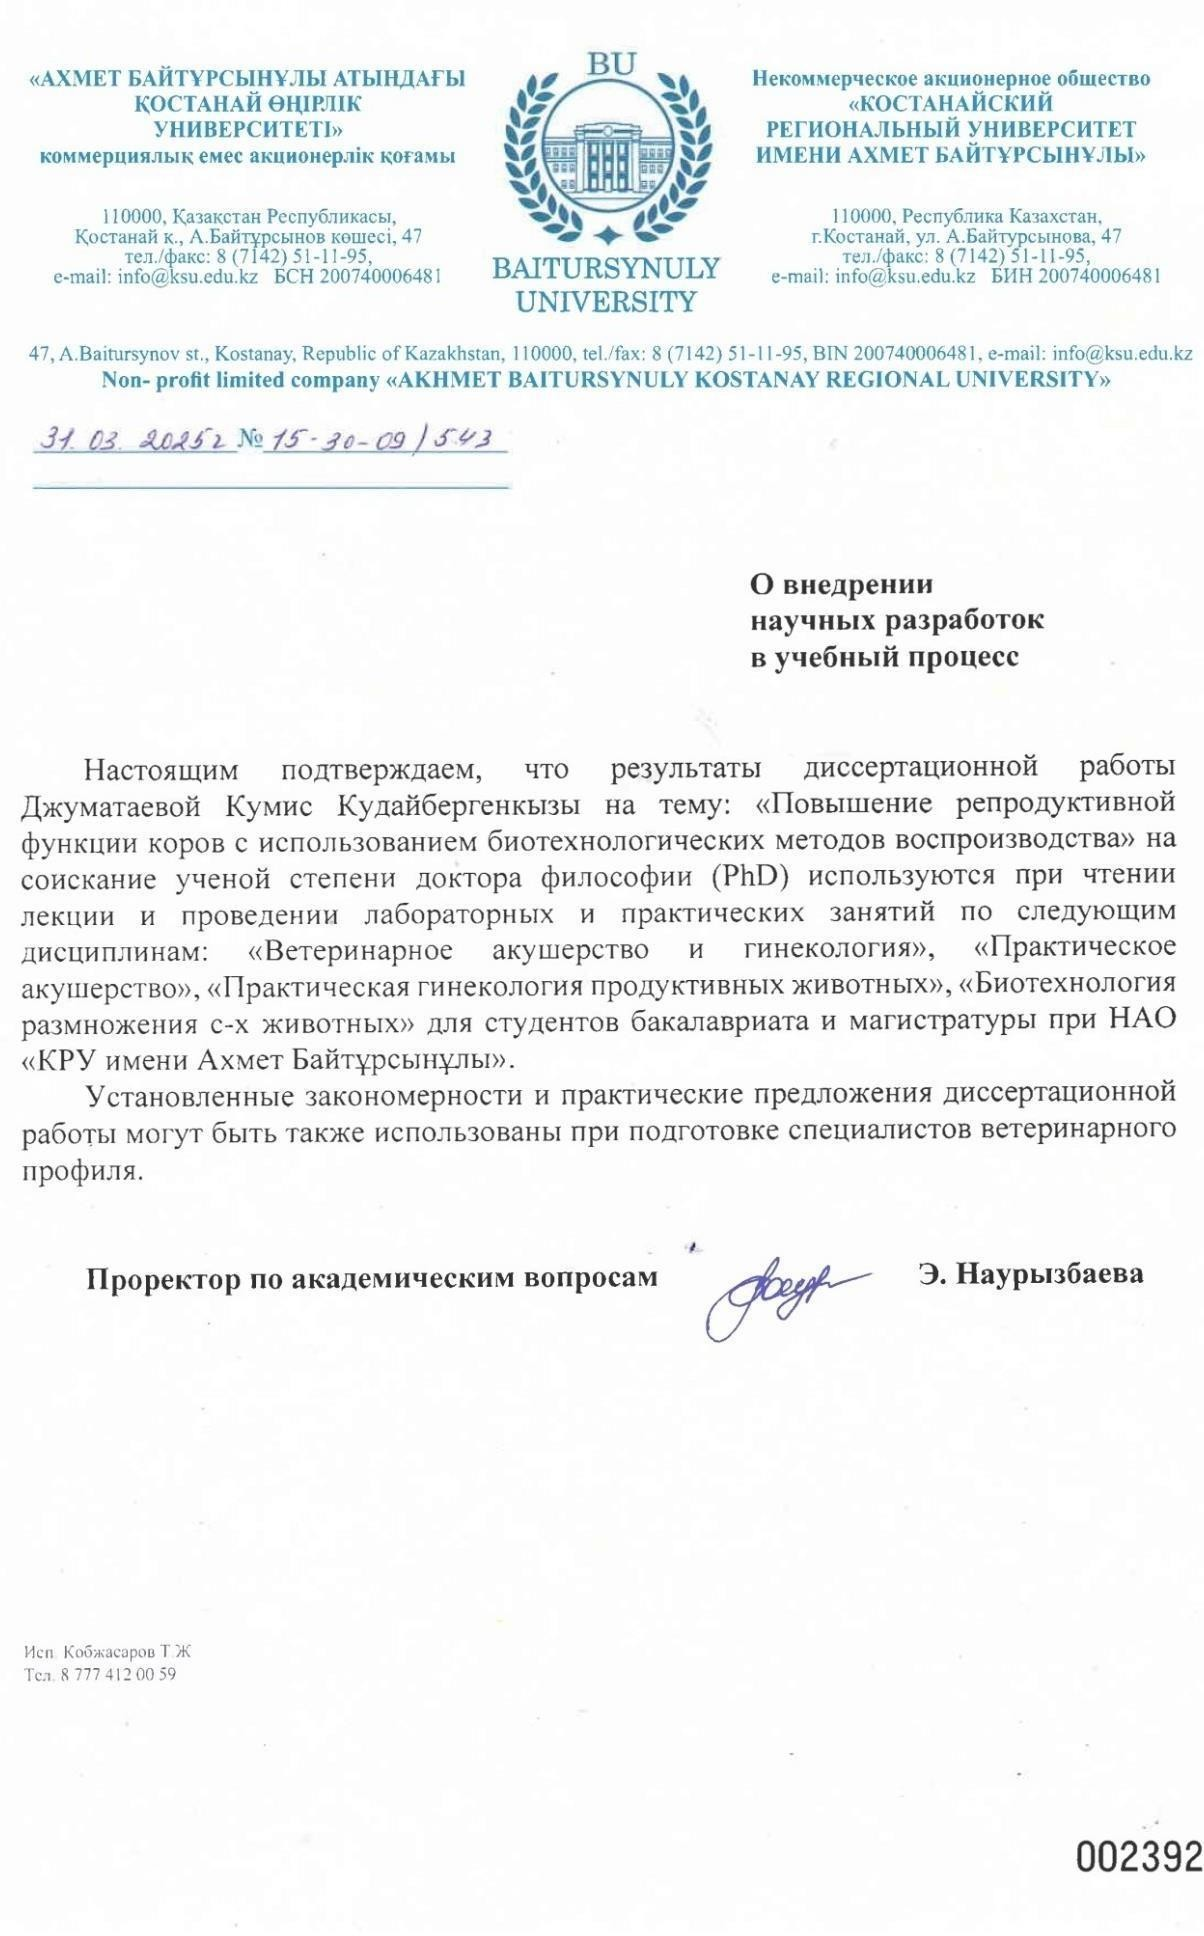 «АХМЕТ БАЙТҰРСЫНҰЛЫ АТЫНДАҒЫ
ҚОСТАНАЙ ӨҢІРЛІК
УНИВЕРСИТЕТІ»
коммерциялық емес акционерлік қоғамы
110000, Қазақстан Республикасы,
Қостанай қ., А.Байтұрсынов көшесі, 47
тел./факс: 8 (7142) 51-11-95,
e-mail: info@ksu.edu.kz БСН 200740006481
BU
BAITURSYNULY
UNIVERSITY
Некоммерческое акционерное общество
«КОСТАНАЙСКИЙ
РЕГИОНАЛЬНЫЙ УНИВЕРСИТЕТ
ИМЕНИ АХМЕТ БАЙТҰРСЫНҰЛЫ»
110000, Республика Казахстан,
г.Костанай, ул. А.Байтурсынова, 47
тел./факс: 8 (7142) 51-11-95,
e-mail: info@ksu.edu.kz БИН 200740006481
47, A.Baitursynov st., Kostanay, Republic of Kazakhstan, 110000, tel./fax: 8 (7142) 51-11-95, BIN 200740006481, e-mail: info@ksu.edu.kz
Non- profit limited company «AKHMET BAITURSYNULY KOSTANAY REGIONAL UNIVERSITY»
31. 03. 2025г № 15-30-09/543
О внедрении
научных разработок
в учебный процесс
Настоящим подтверждаем, что результаты диссертационной работы
Джуматаевой Кумис Кудайбергенкызы на тему: «Повышение репродуктивной
функции коров с использованием биотехнологических методов воспроизводства» на
соискание ученой степени доктора философии (PhD) используются при чтении
лекции и проведении лабораторных и практических занятий по следующим
дисциплинам: «Ветеринарное акушерство и гинекология», «Практическое
акушерство», «Практическая гинекология продуктивных животных», «Биотехнология
размножения с-х животных» для студентов бакалавриата и магистратуры при НАО
«КРУ имени Ахмет Байтұрсынұлы».
Установленные закономерности и практические предложения диссертационной
работы могут быть также использованы при подготовке специалистов ветеринарного
профиля.
Проректор по академическим вопросам Э. Наурызбаева
Исп. Кобжасаров Т.Ж
Тел. 8 777 412 00 59
002392